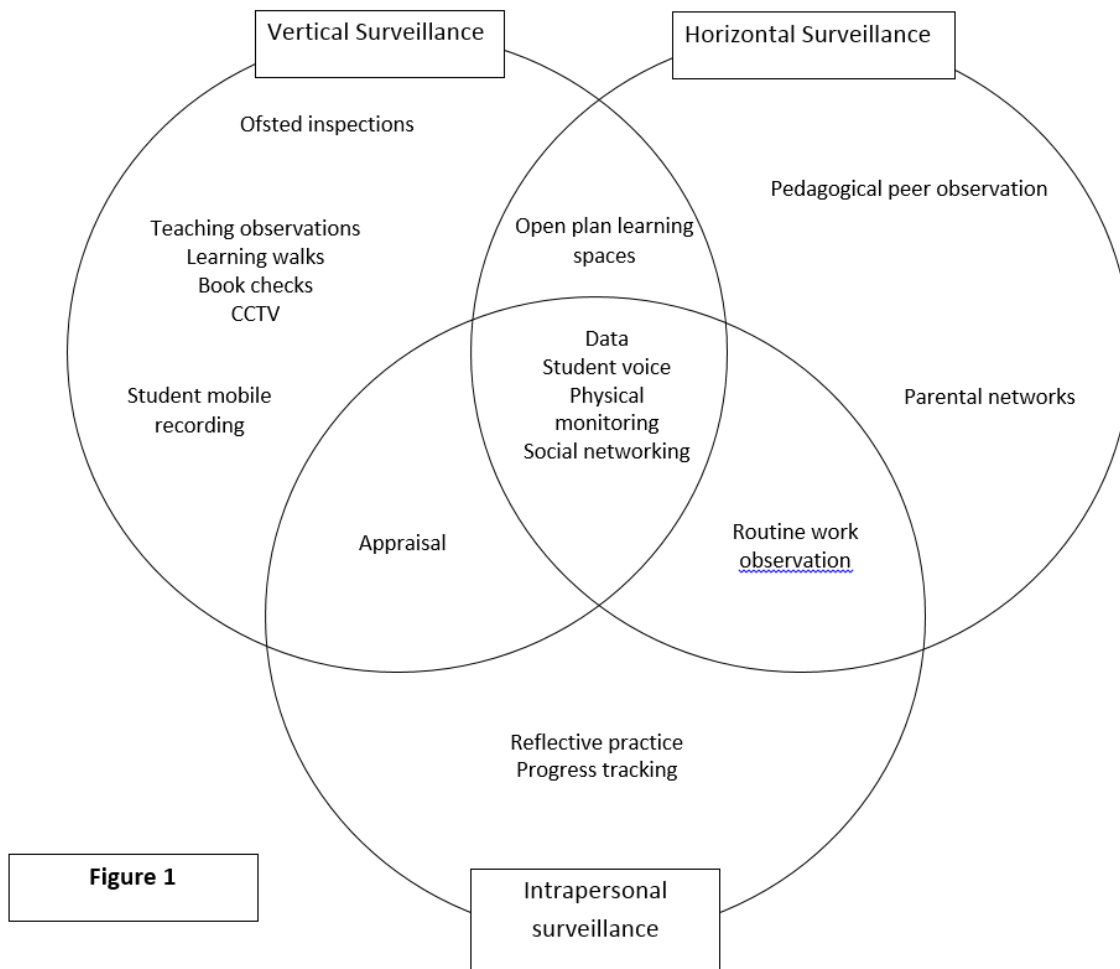 Vertical Surveillance
Horizontal Surveillance
Ofsted inspections
Pedagogical peer observation
Teaching observations
Learning walks
Book checks
CCTV
Open plan learning
spaces
Data
Student voice
Physical
monitoring
Social networking
Student mobile
recording
Parental networks
Appraisal
Routine work
observation
Reflective practice
Progress tracking
Figure 1
Intrapersonal
surveillance